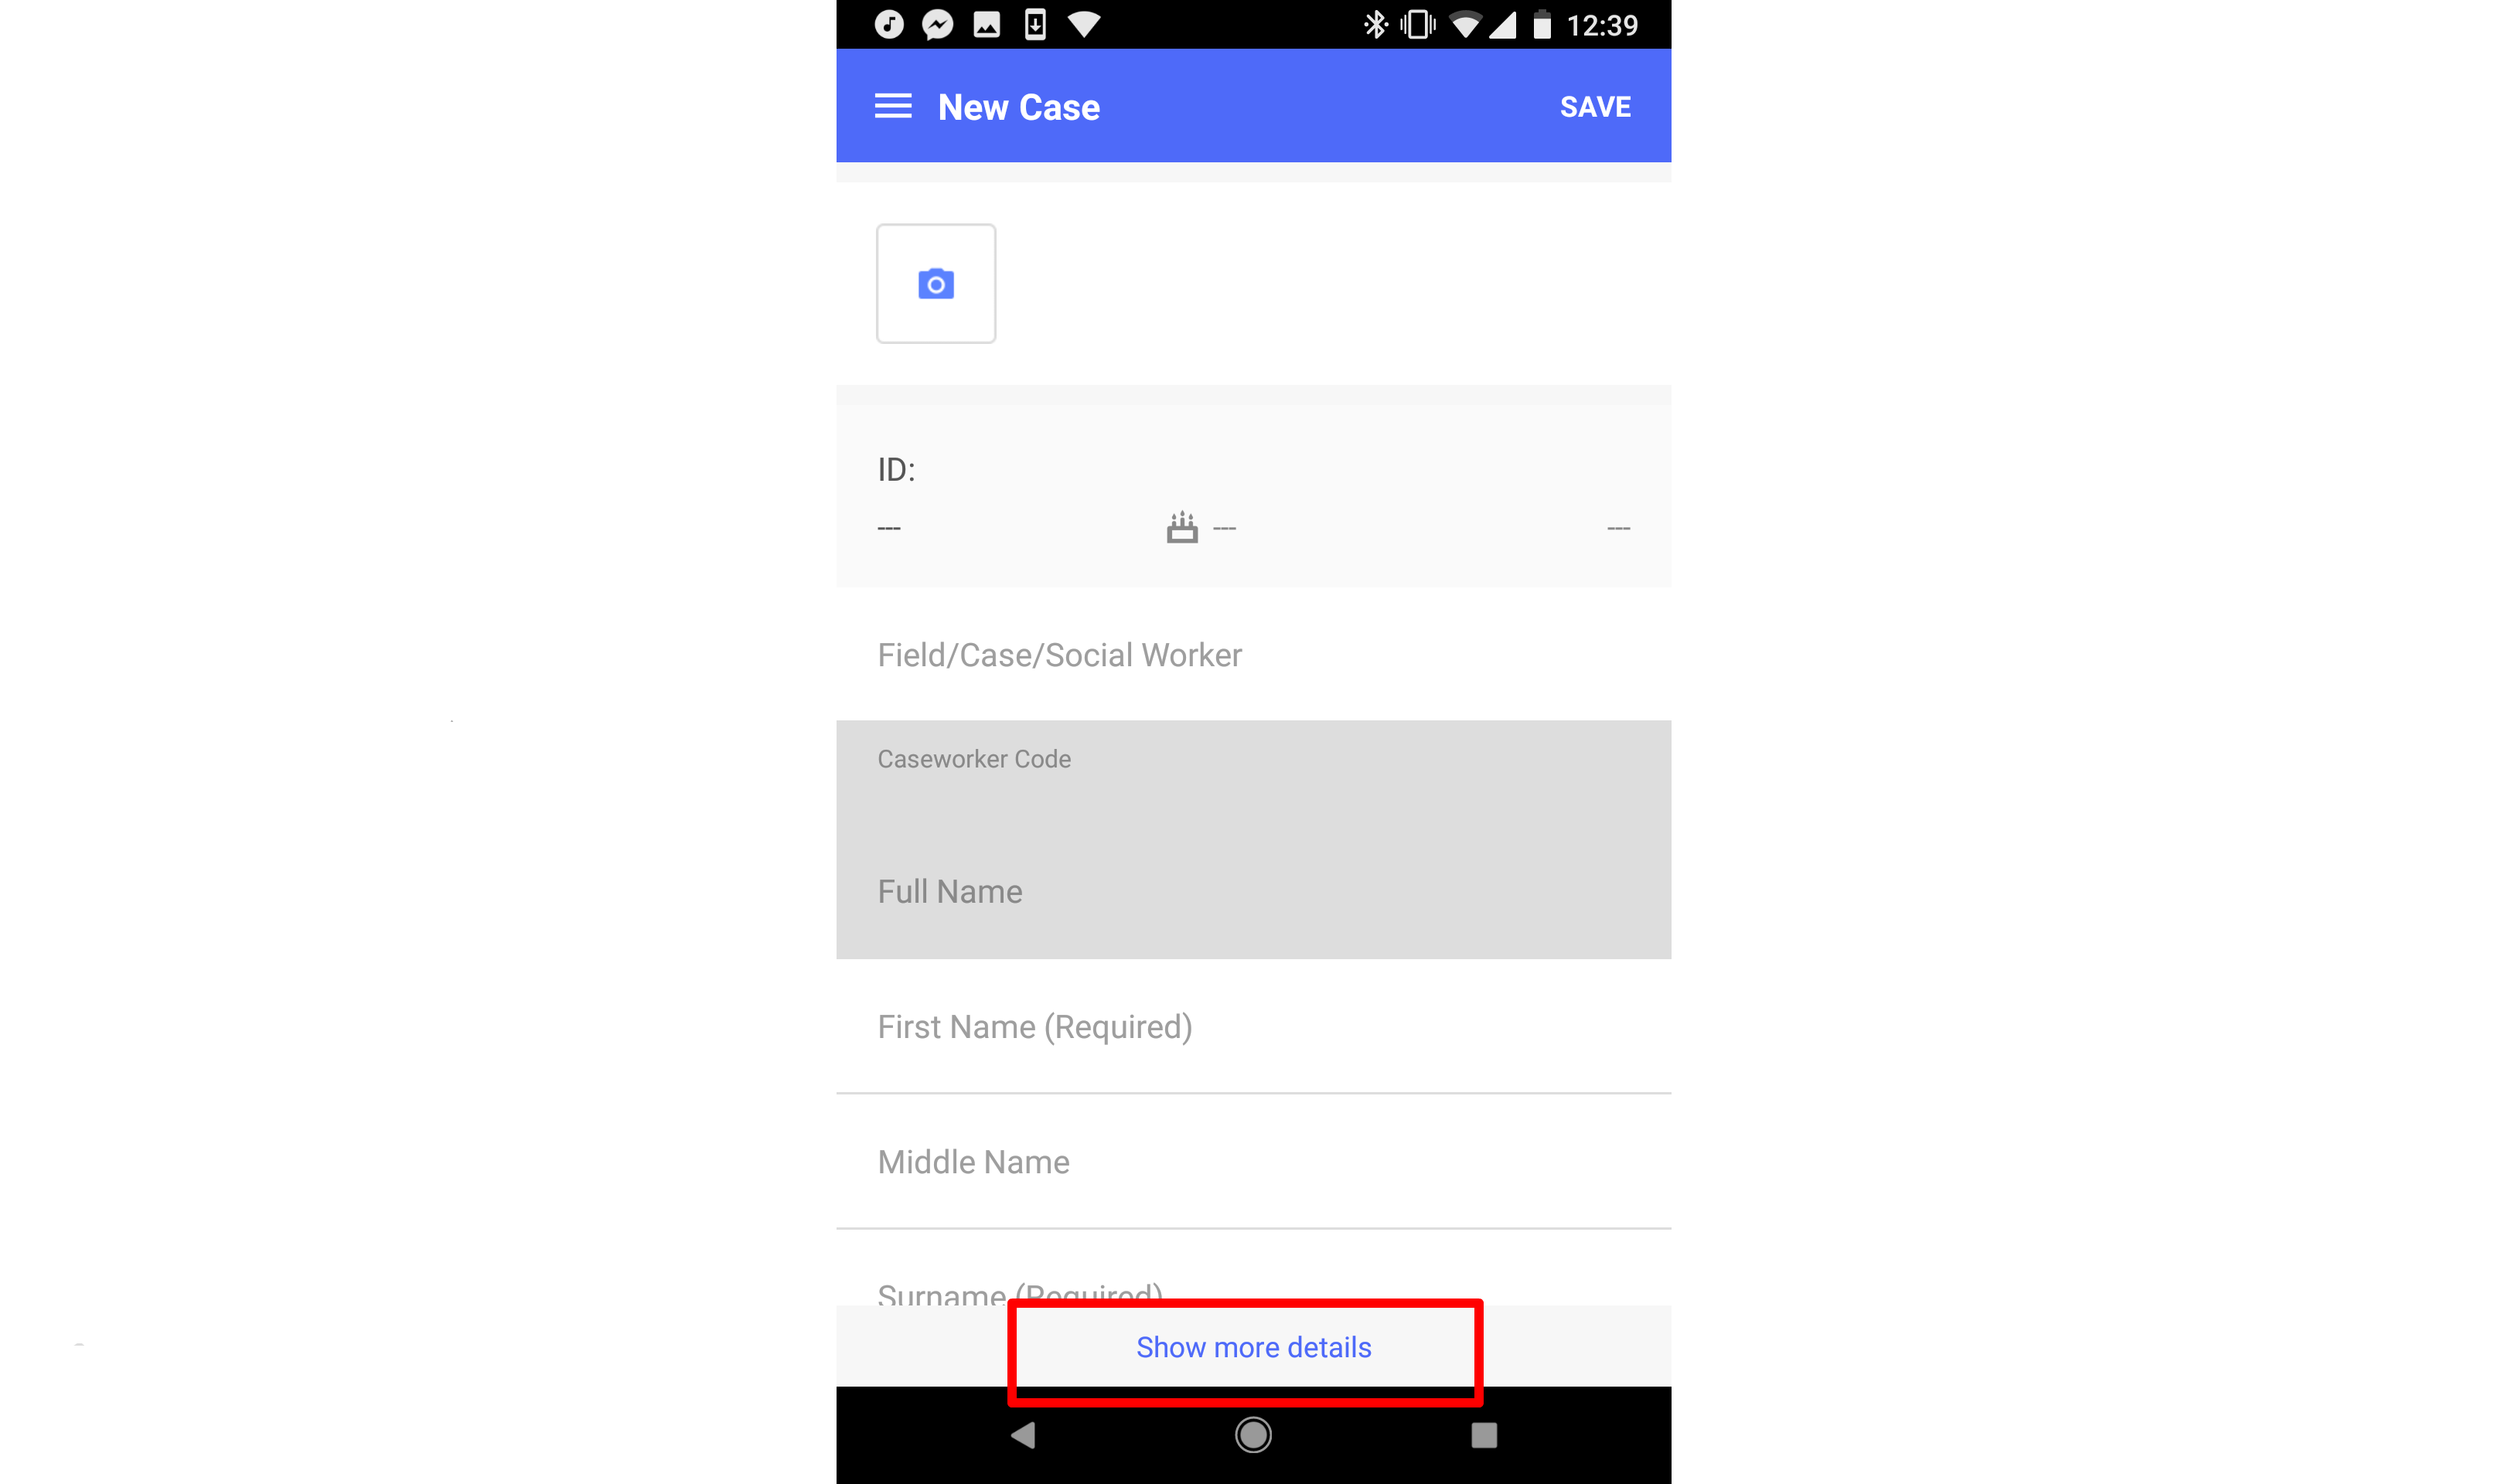 12:39
New Case
SAVE
ID:
--- --- ---
Field/Case/Social Worker
Caseworker Code
Full Name
First Name (Required)
Middle Name
Surname (Required)
Show more details